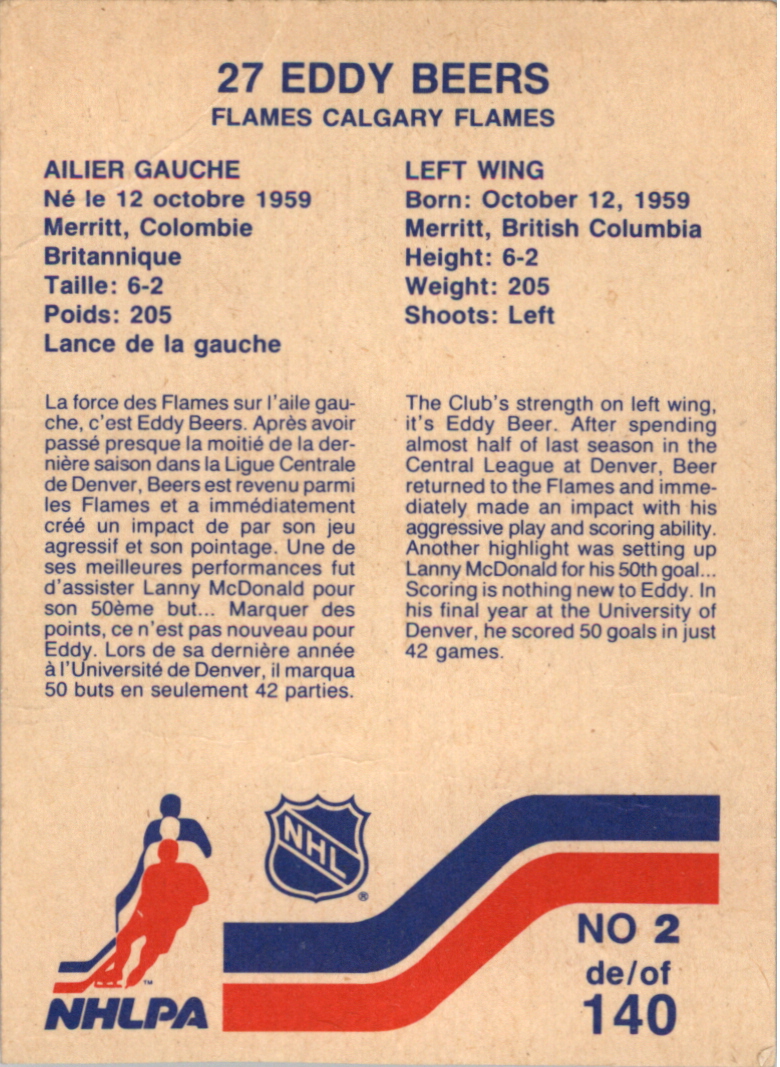 27 EDDY BEERS
FLAMES CALGARY FLAMES
AILIER GAUCHE
Né le 12 octobre 1959
Merritt, Colombie
Britannique
Taille: 6-2
Poids: 205
Lance de la gauche
LEFT WING
Born: October 12, 1959
Merritt, British Columbia
Height: 6-2
Weight: 205
Shoots: Left
La force des Flames sur l'aile gau-
che, c'est Eddy Beers. Après avoir
passé presque la moitié de la der-
nière saison dans la Ligue Centrale
de Denver, Beers est revenu parmi
les Flames et a immédiatement
créé un impact de par son jeu
agressif et son pointage. Une de
ses meilleures performances fut
d'assister Lanny McDonald pour
son 50ème but... Marquer des
points, ce n'est pas nouveau pour
Eddy. Lors de sa dernière année
à l'Université de Denver, il marqua
50 buts en seulement 42 parties.
The Club's strength on left wing,
it's Eddy Beer. After spending
almost half of last season in the
Central League at Denver, Beer
returned to the Flames and imme-
diately made an impact with his
aggressive play and scoring ability.
Another highlight was setting up
Lanny McDonald for his 50th goal...
Scoring is nothing new to Eddy. In
his final year at the University of
Denver, he scored 50 goals in just
42 games.
NHL
®
™
NHLPA
NO 2
de/of
140